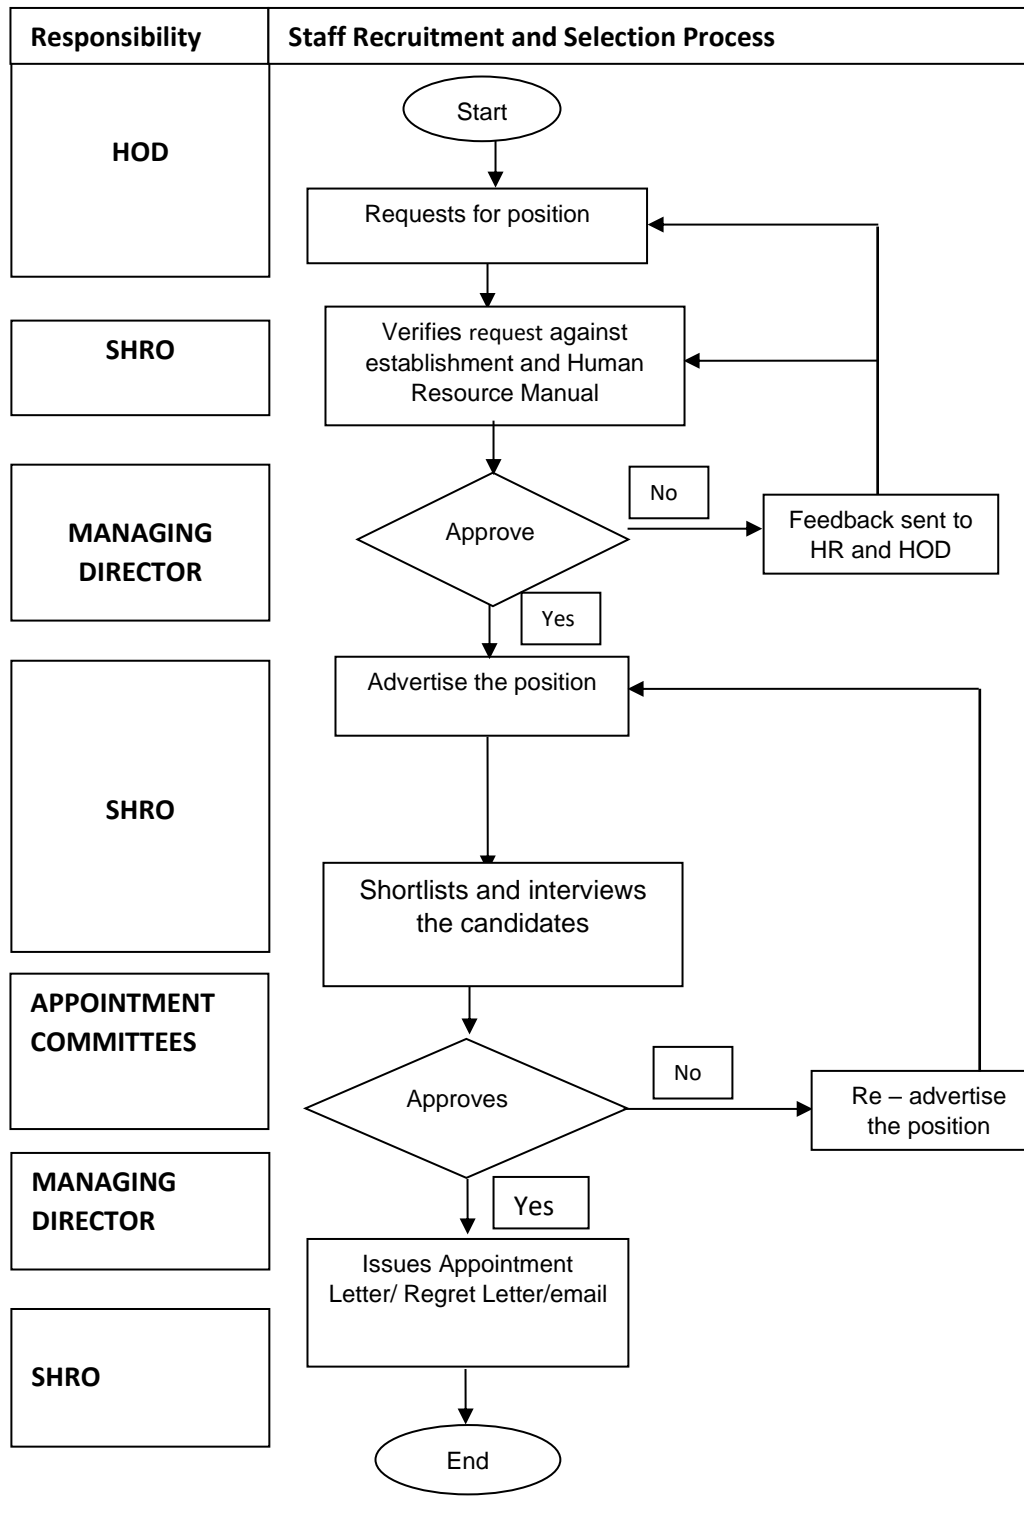 Responsibility
Staff Recruitment and Selection Process
HOD
Start
Requests for position
SHRO
Verifies request against
establishment and Human
Resource Manual
MANAGING
DIRECTOR
Approve
No
Feedback sent to
HR and HOD
Yes
Advertise the position
SHRO
Shortlists and interviews
the candidates
APPOINTMENT
COMMITTEES
Approves
No
Re – advertise
the position
MANAGING
DIRECTOR
Yes
Issues Appointment
Letter/ Regret Letter/email
SHRO
End